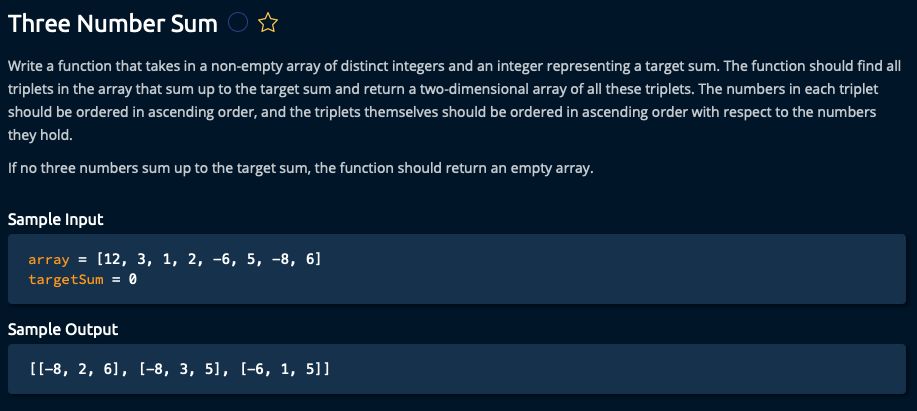 Three Number Sum
Write a function that takes in a non-empty array of distinct integers and an integer representing a target sum. The function should find all
triplets in the array that sum up to the target sum and return a two-dimensional array of all these triplets. The numbers in each triplet
should be ordered in ascending order, and the triplets themselves should be ordered in ascending order with respect to the numbers
they hold.
If no three numbers sum up to the target sum, the function should return an empty array.
Sample Input
array = [12, 3, 1, 2, -6, 5, -8, 6]
targetSum = 0
Sample Output
[[-8, 2, 6], [-8, 3, 5], [-6, 1, 5]]